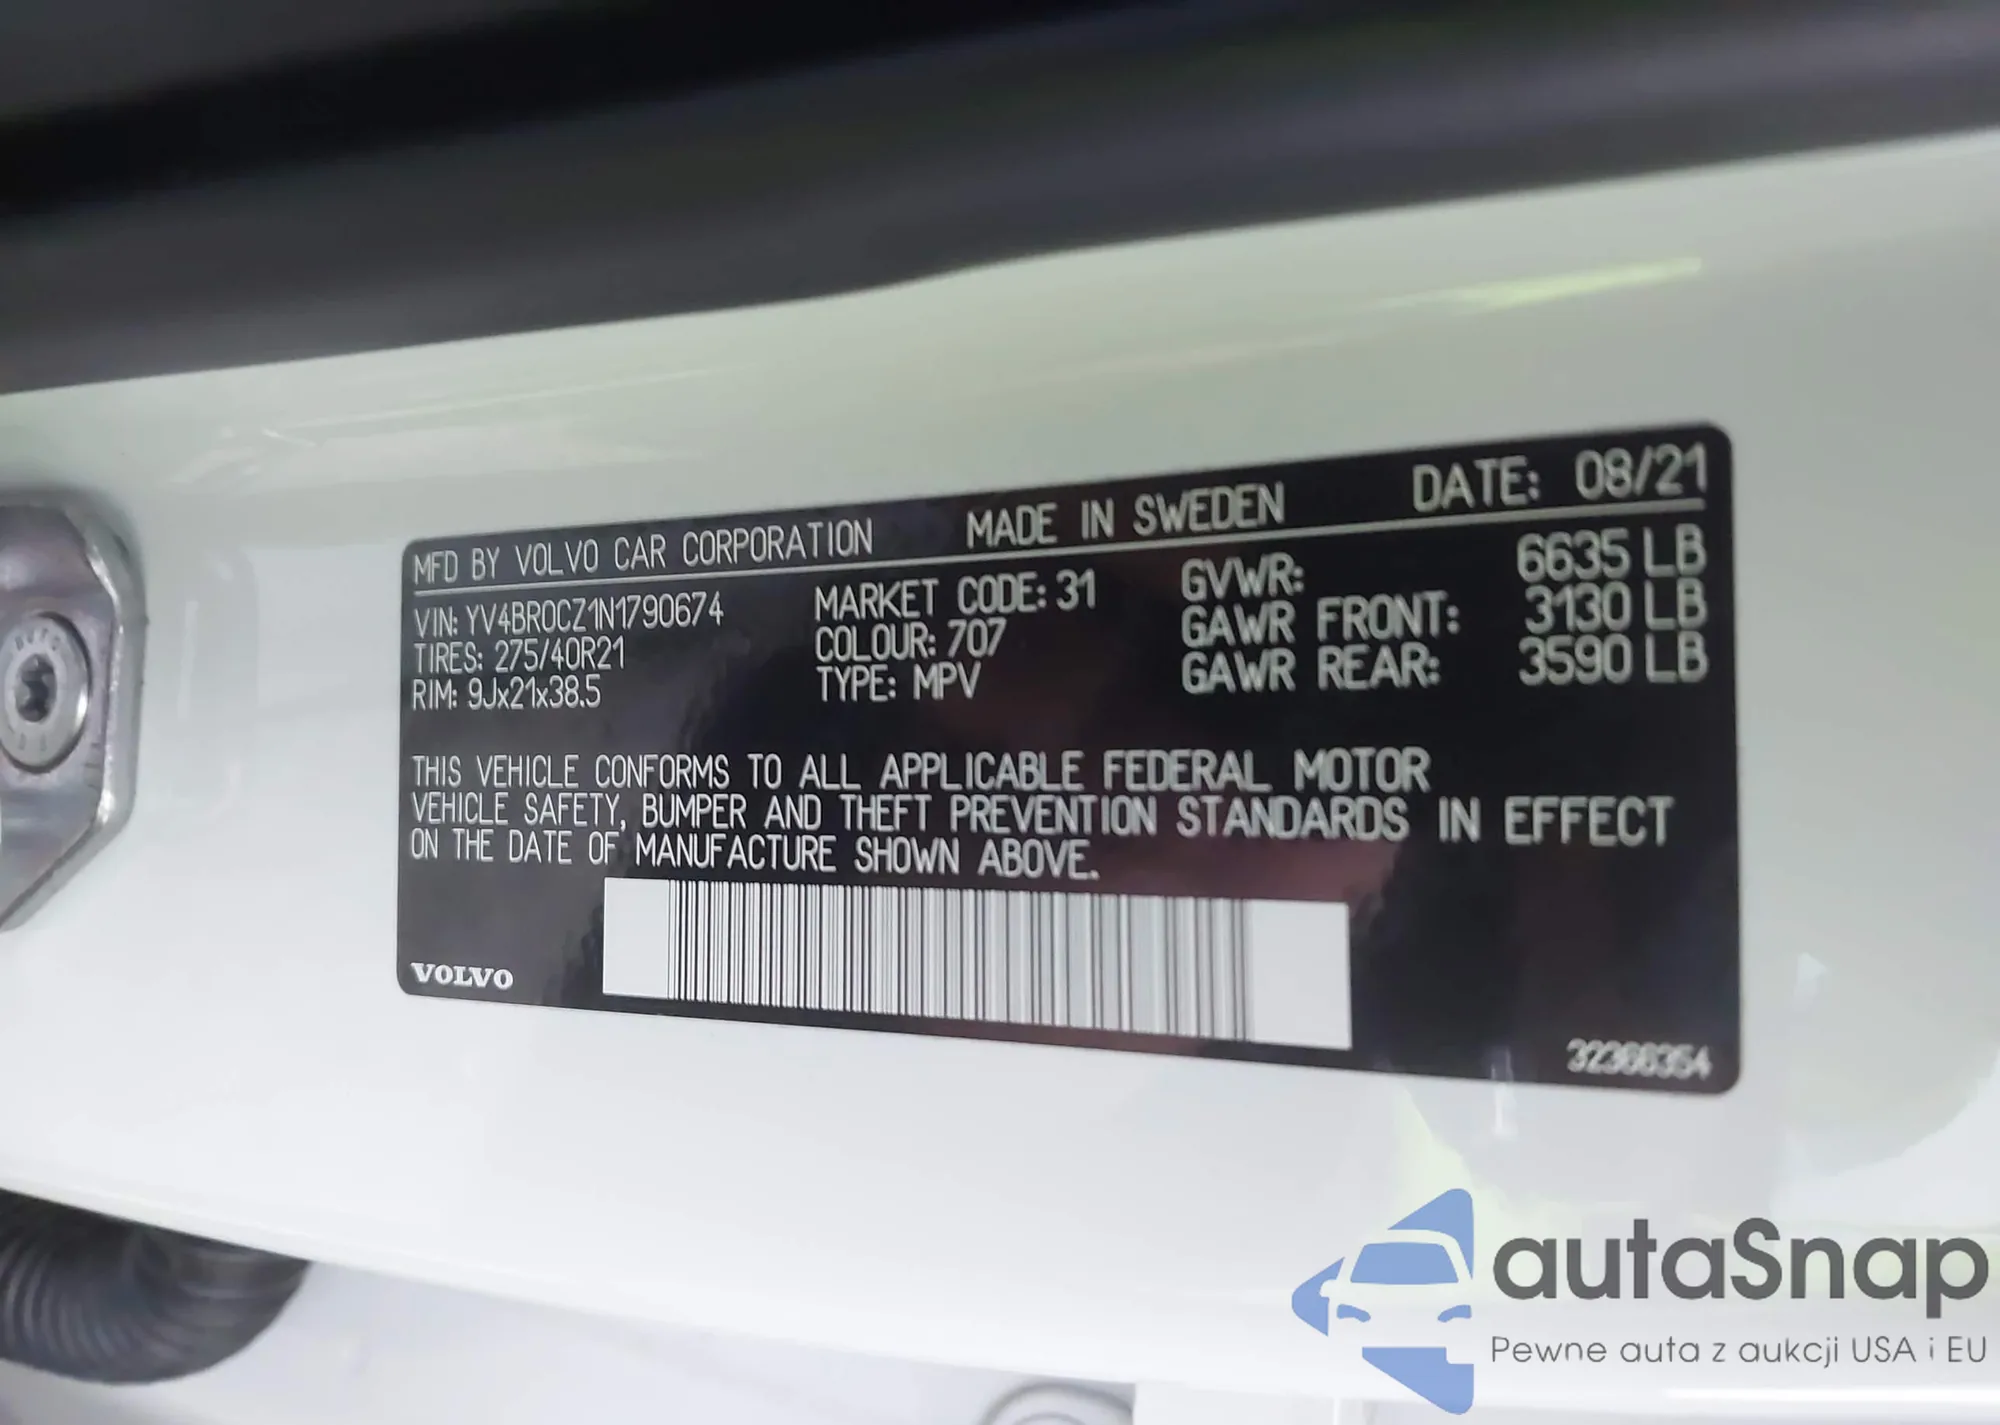 MFD BY VOLVO CAR CORPORATION MADE IN SWEDEN DATE: 08/21
VIN: YV4BR0CZ1N1790674 MARKET CODE: 31 GVWR: 6635 LB
TIRES: 275/40R21 COLOUR: 707 GAWR FRONT: 3130 LB
RIM: 9Jx21x38.5 TYPE: MPV GAWR REAR: 3590 LB
THIS VEHICLE CONFORMS TO ALL APPLICABLE FEDERAL MOTOR
VEHICLE SAFETY, BUMPER AND THEFT PREVENTION STANDARDS IN EFFECT
ON THE DATE OF MANUFACTURE SHOWN ABOVE.
VOLVO
32366354
autaSnap
Pewne auta z aukcji USA i EU